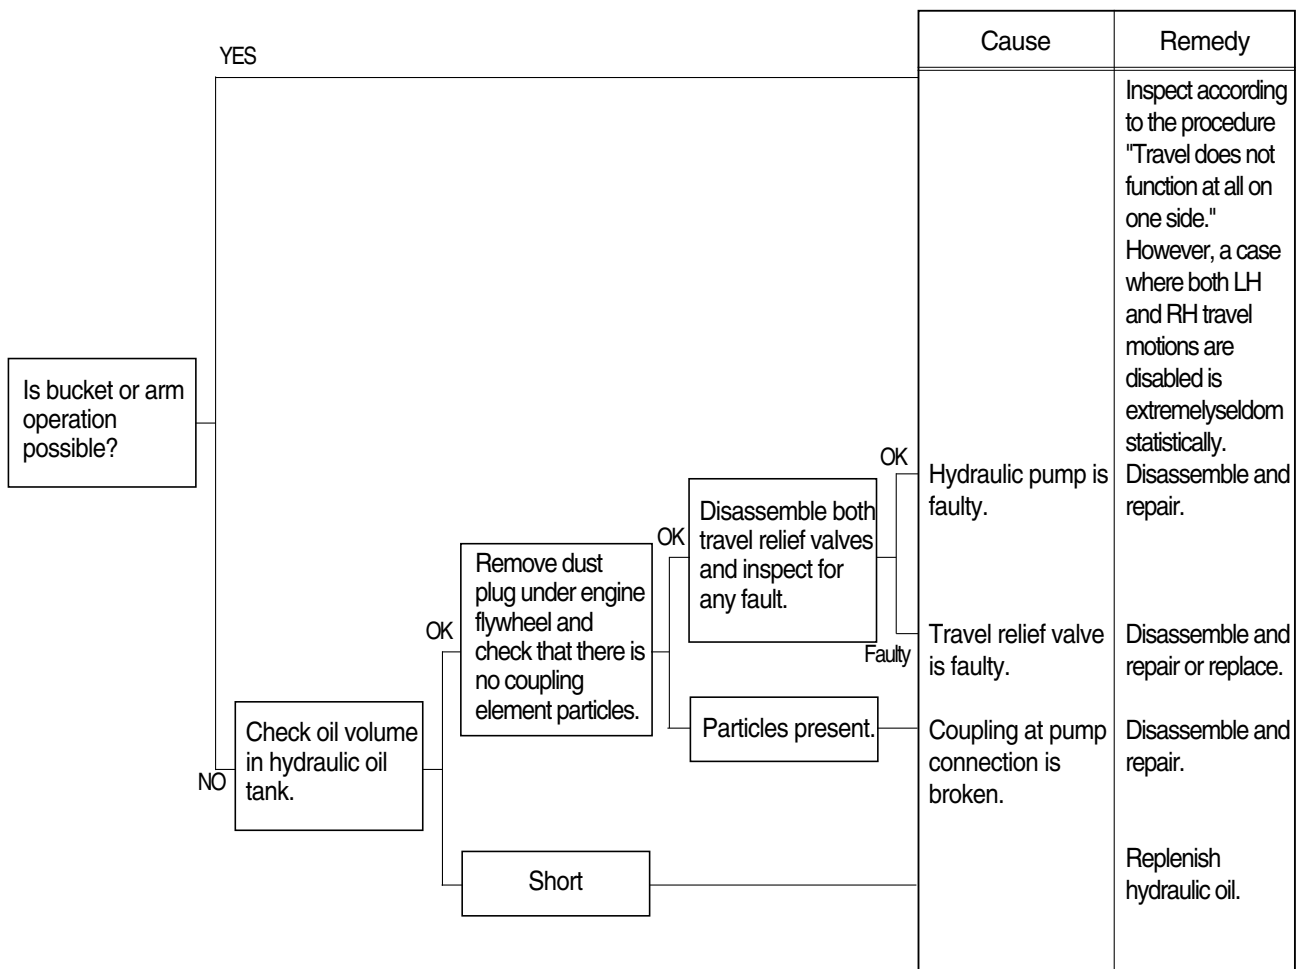 Cause
Remedy
YES
Inspect according
to the procedure
"Travel does not
function at all on
one side."
However, a case
where both LH
and RH travel
motions are
disabled is
extremelyseldom
statistically.
Is bucket or arm
operation
possible?
OK
Hydraulic pump is
faulty.
Disassemble and
repair.
Disassemble both
travel relief valves
and inspect for
any fault.
OK
Remove dust
plug under engine
flywheel and
check that there is
no coupling
element particles.
OK
Faulty
Travel relief valve
is faulty.
Disassemble and
repair or replace.
Particles present.
Coupling at pump
connection is
broken.
Disassemble and
repair.
Check oil volume
in hydraulic oil
tank.
NO
Short
Replenish
hydraulic oil.